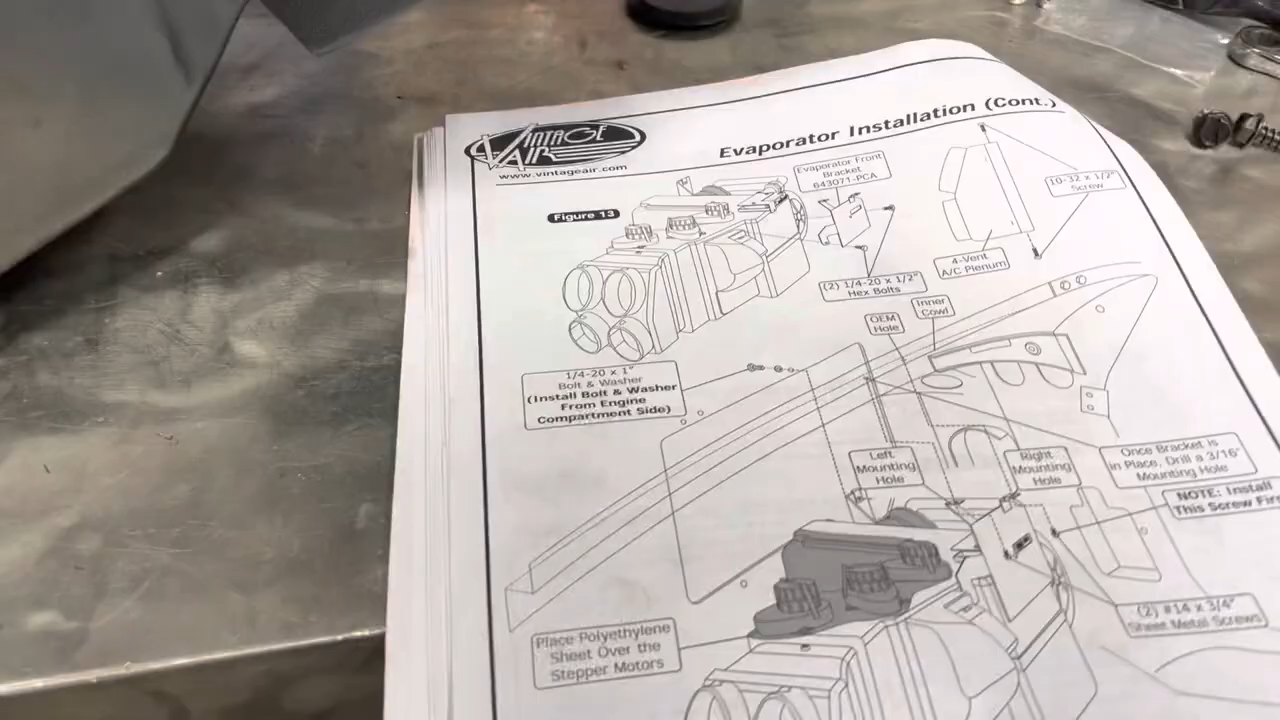 VINTAGE
AIR
www.vintageair.com
Evaporator Installation (Cont.)
Figure 13
Evaporator Front
Bracket
643071-PCA
10-32 x 1/2"
Screw
4-Vent
A/C Plenum
(2) 1/4-20 x 1/2"
Hex Bolts
Inner
Cowl
OEM
Hole
1/4-20 x 1"
Bolt & Washer
(Install Bolt & Washer
From Engine
Compartment Side)
Left
Mounting
Hole
Right
Mounting
Hole
Once Bracket is
in Place, Drill a 3/16"
Mounting Hole
NOTE: Install
This Screw Fir
(2) #14 x 3/4"
Sheet Metal Screws
Place Polyethylene
Sheet Over the
Stepper Motors